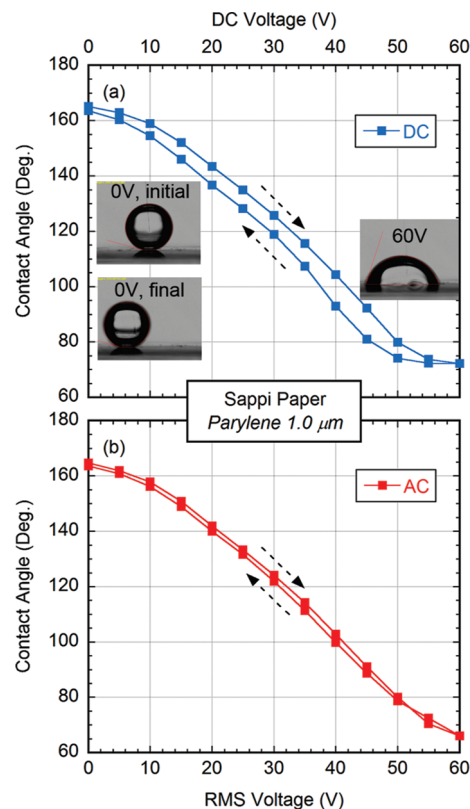 DC Voltage (V)
0 10 20 30 40 50 60
180
160
140
120
100
80
60
Contact Angle (Deg.)
(a)
DC
0V, initial
0V, final
60V
Sappi Paper
Parylene 1.0 μm
180
160
140
120
100
80
60
Contact Angle (Deg.)
(b)
AC
0 10 20 30 40 50 60
RMS Voltage (V)